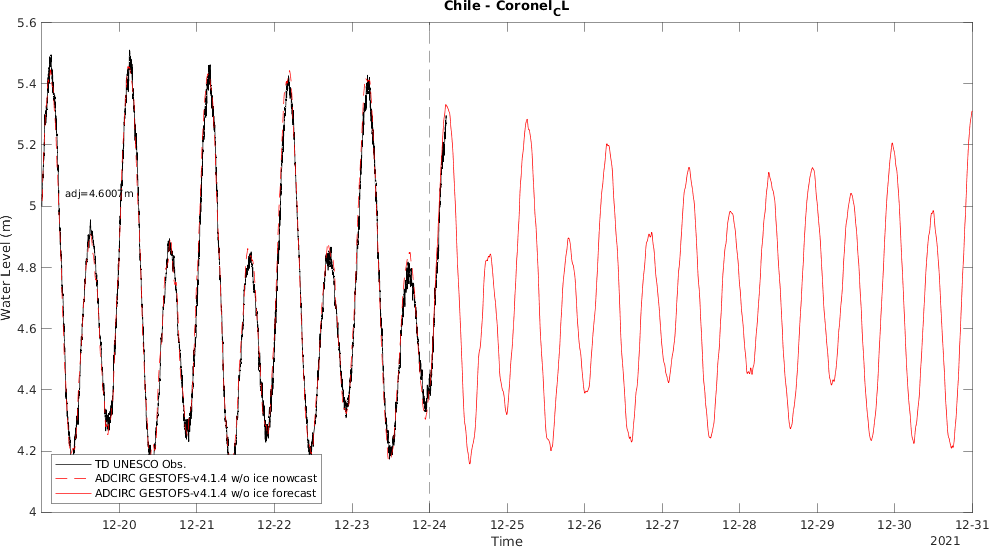 Chile - Coronel_CL
5.6
5.4
5.2
5
4.8
4.6
4.4
4.2
4
Water Level (m)
adj=4.6007m
TD UNESCO Obs.
ADCIRC GESTOFS-v4.1.4 w/o ice nowcast
ADCIRC GESTOFS-v4.1.4 w/o ice forecast
12-20 12-21 12-22 12-23 12-24 12-25 12-26 12-27 12-28 12-29 12-30 12-31
Time
2021